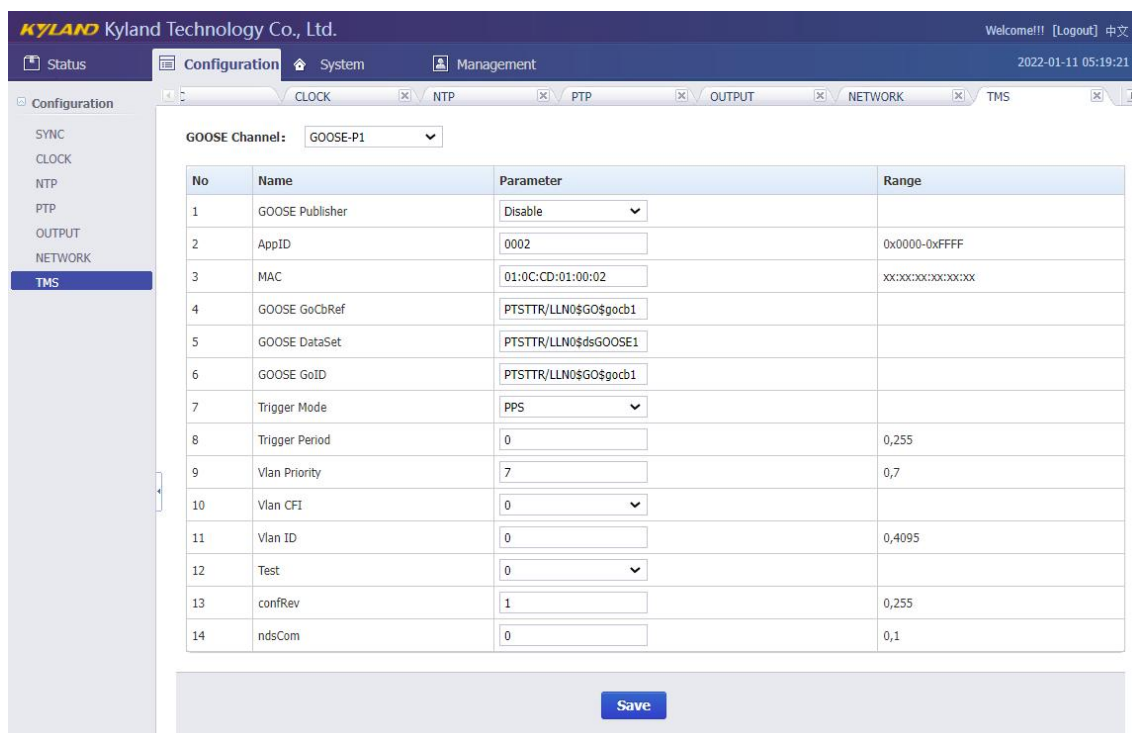 KYLAND Kyland Technology Co., Ltd. Welcome!!! [Logout] 中文
Status Configuration System Management 2022-01-11 05:19:21
Configuration
SYNC
CLOCK
NTP
PTP
OUTPUT
NETWORK
TMS
CLOCK NTP PTP OUTPUT NETWORK TMS
GOOSE Channel: GOOSE-P1
No Name Parameter Range
1 GOOSE Publisher Disable
2 AppID 0002 0x0000-0xFFFF
3 MAC 01:0C:CD:01:00:02 xx:xx:xx:xx:xx:xx
4 GOOSE GoCbRef PTSTTR/LLN0$GO$gocb1
5 GOOSE DataSet PTSTTR/LLN0$dsGOOSE1
6 GOOSE GoID PTSTTR/LLN0$GO$gocb1
7 Trigger Mode PPS
8 Trigger Period 0 0,255
9 Vlan Priority 7 0,7
10 Vlan CFI 0
11 Vlan ID 0 0,4095
12 Test 0
13 confRev 1 0,255
14 ndsCom 0 0,1
Save